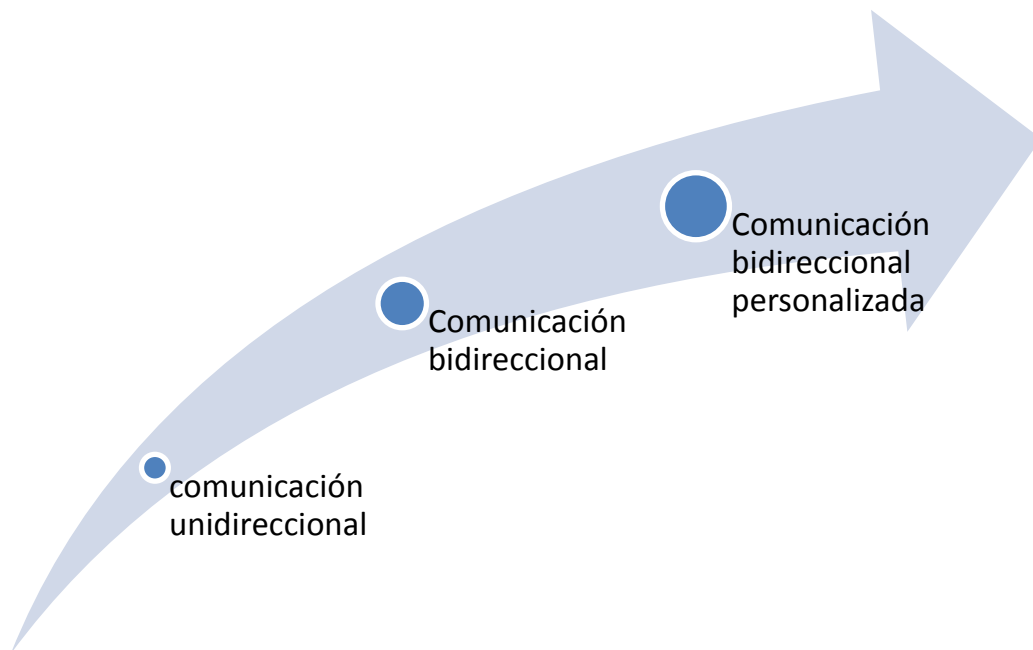 Comunicación
bidireccional
personalizada
Comunicación
bidireccional
comunicación
unidireccional